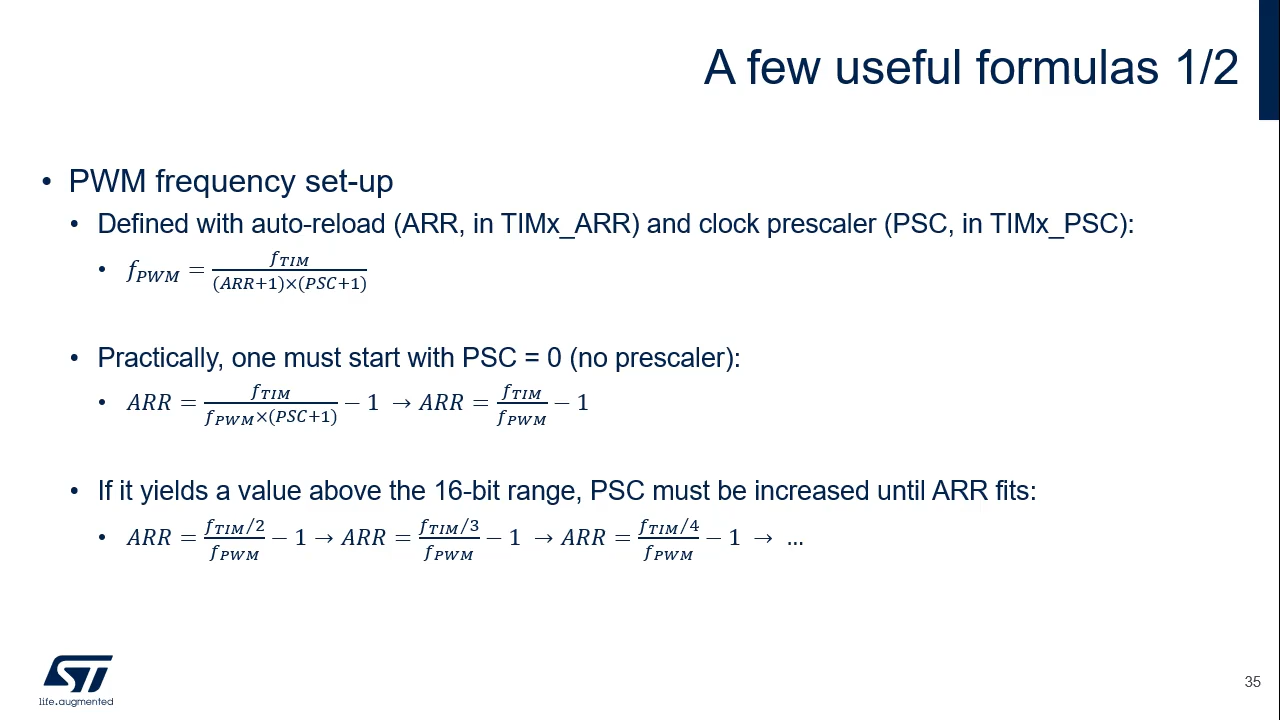 A few useful formulas 1/2
• PWM frequency set-up
• Defined with auto-reload (ARR, in TIMx_ARR) and clock prescaler (PSC, in TIMx_PSC):
• f_PWM = f_TIM / (ARR+1)×(PSC+1)
• Practically, one must start with PSC = 0 (no prescaler):
• ARR = f_TIM / f_PWM×(PSC+1) − 1 → ARR = f_TIM / f_PWM − 1
• If it yields a value above the 16-bit range, PSC must be increased until ARR fits:
• ARR = f_TIM/2 / f_PWM − 1 → ARR = f_TIM/3 / f_PWM − 1 → ARR = f_TIM/4 / f_PWM − 1 → ...
ST
life.augmented
35